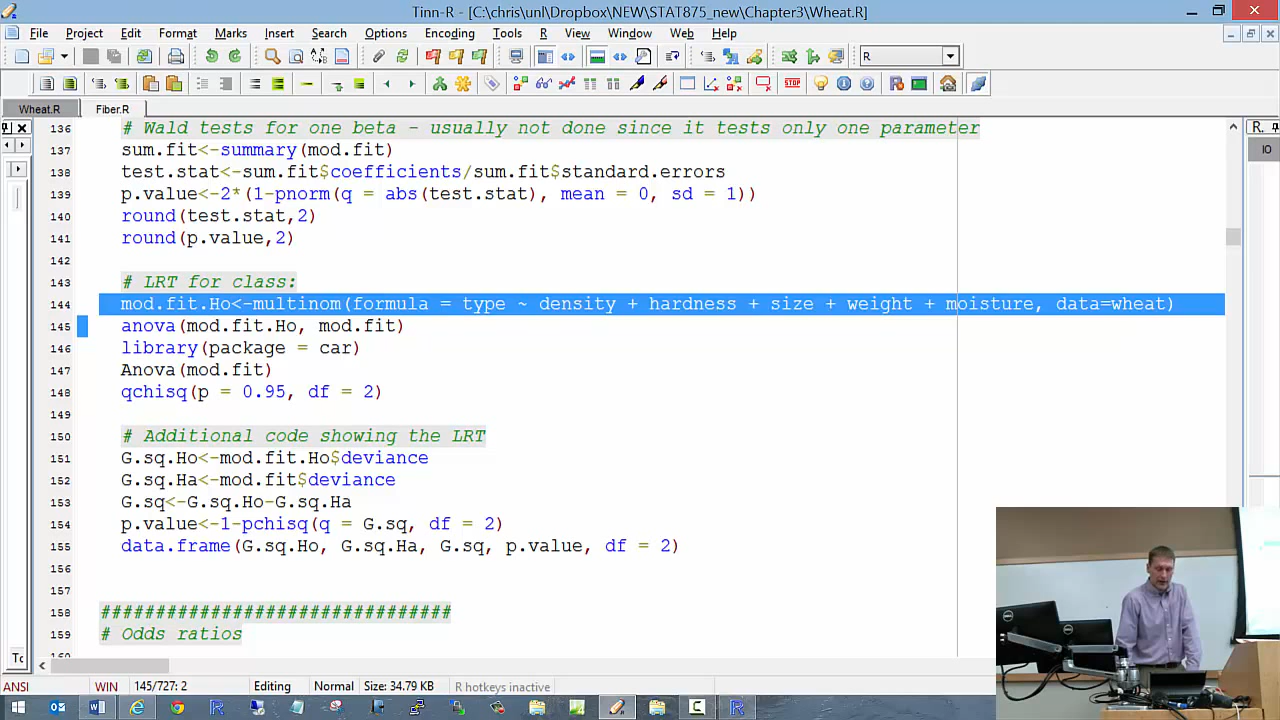 Tinn-R - [C:\chris\unl\Dropbox\NEW\STAT875_new\Chapter3\Wheat.R]
File Project Edit Format Marks Insert Search Options Encoding Tools R View Window Web Help
R
STOP
Wheat.R Fiber.R
R.
IO
136 # Wald tests for one beta - usually not done since it tests only one parameter
137 sum.fit<-summary(mod.fit)
138 test.stat<-sum.fit$coefficients/sum.fit$standard.errors
139 p.value<-2*(1-pnorm(q = abs(test.stat), mean = 0, sd = 1))
140 round(test.stat,2)
141 round(p.value,2)
142
143 # LRT for class:
144 mod.fit.Ho<-multinom(formula = type ~ density + hardness + size + weight + moisture, data=wheat)
145 anova(mod.fit.Ho, mod.fit)
146 library(package = car)
147 Anova(mod.fit)
148 qchisq(p = 0.95, df = 2)
149
150 # Additional code showing the LRT
151 G.sq.Ho<-mod.fit.Ho$deviance
152 G.sq.Ha<-mod.fit$deviance
153 G.sq<-G.sq.Ho-G.sq.Ha
154 p.value<-1-pchisq(q = G.sq, df = 2)
155 data.frame(G.sq.Ho, G.sq.Ha, G.sq, p.value, df = 2)
156
157
158 ################################
159 # Odds ratios
Tc
ANSI WIN 145/727: 2 Editing Normal Size: 34.79 KB R hotkeys inactive